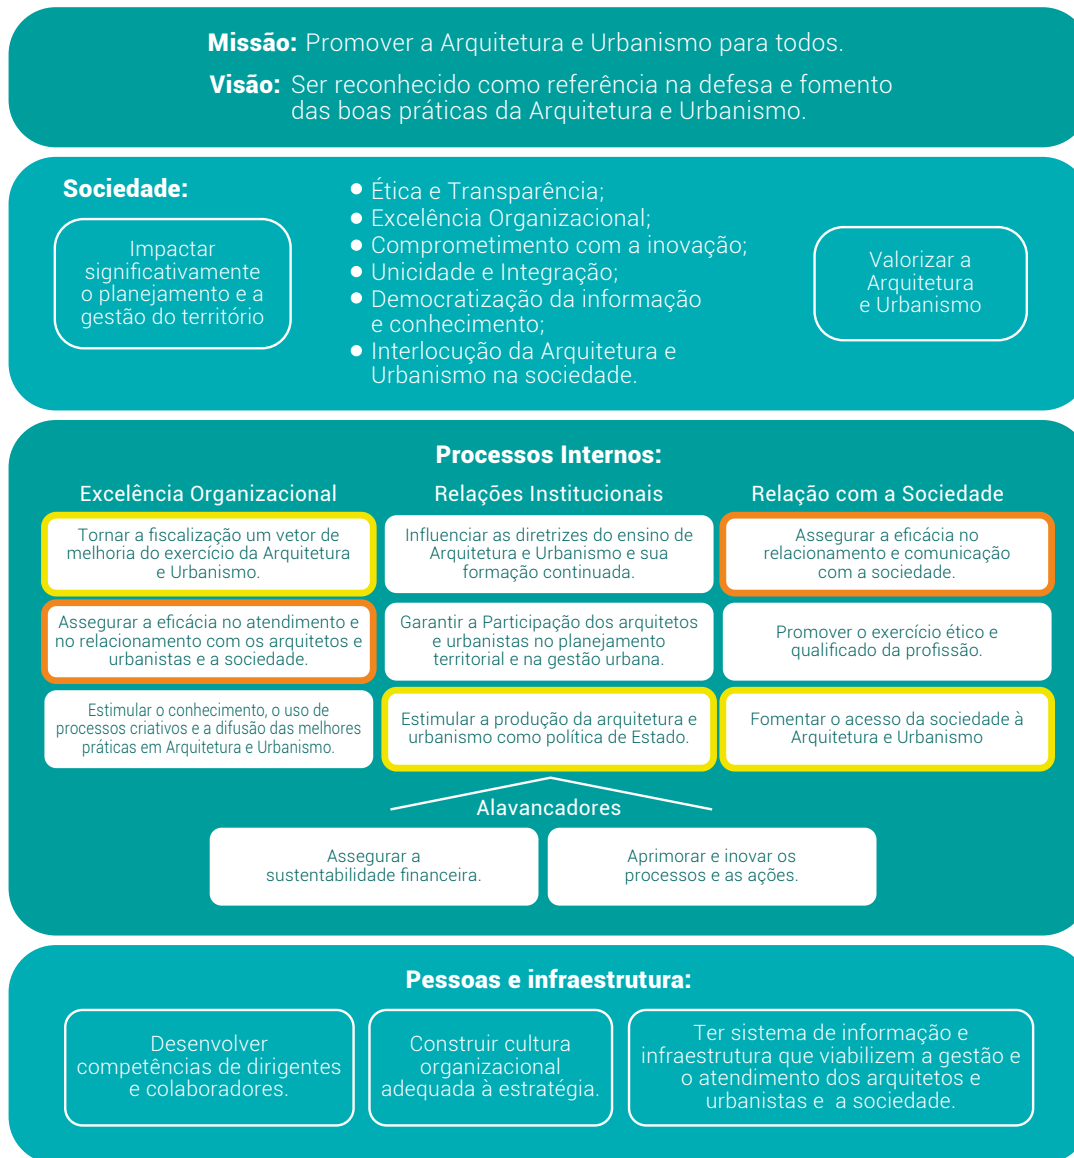 Missão: Promover a Arquitetura e Urbanismo para todos.
Visão: Ser reconhecido como referência na defesa e fomento
das boas práticas da Arquitetura e Urbanismo.
Sociedade:
Impactar
significativamente
o planejamento e a
gestão do território
Ética e Transparência;
Excelência Organizacional;
Comprometimento com a inovação;
Unicidade e Integração;
Democratização da informação
e conhecimento;
Interlocução da Arquitetura e
Urbanismo na sociedade.
Valorizar a
Arquitetura
e Urbanismo
Processos Internos:
Excelência Organizacional
Tornar a fiscalização um vetor de
melhoria do exercício da Arquitetura
e Urbanismo.
Assegurar a eficácia no atendimento e
no relacionamento com os arquitetos e
urbanistas e a sociedade.
Estimular o conhecimento, o uso de
processos criativos e a difusão das melhores
práticas em Arquitetura e Urbanismo.
Relações Institucionais
Influenciar as diretrizes do ensino de
Arquitetura e Urbanismo e sua
formação continuada.
Garantir a Participação dos arquitetos
e urbanistas no planejamento
territorial e na gestão urbana.
Estimular a produção da arquitetura e
urbanismo como política de Estado.
Relação com a Sociedade
Assegurar a eficácia no
relacionamento e comunicação
com a sociedade.
Promover o exercício ético e
qualificado da profissão.
Fomentar o acesso da sociedade à
Arquitetura e Urbanismo
Alavancadores
Assegurar a
sustentabilidade financeira.
Aprimorar e inovar os
processos e as ações.
Pessoas e infraestrutura:
Desenvolver
competências de dirigentes
e colaboradores.
Construir cultura
organizacional
adequada à estratégia.
Ter sistema de informação e
infraestrutura que viabilizem a gestão e
o atendimento dos arquitetos e
urbanistas e a sociedade.